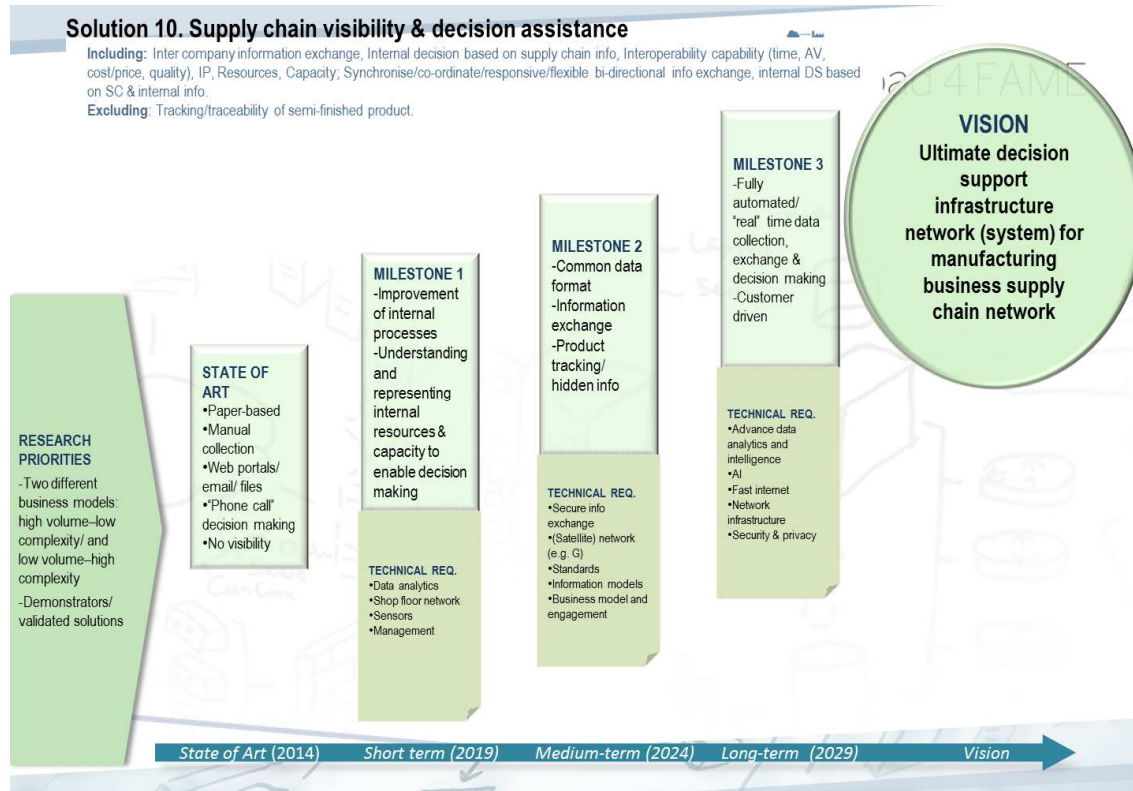 Solution 10. Supply chain visibility & decision assistance
Including: Inter company information exchange, Internal decision based on supply chain info, Interoperability capability (time, AV,
cost/price, quality), IP, Resources, Capacity; Synchronise/co-ordinate/responsive/flexible bi-directional info exchange, internal DS based
on SC & internal info.
Excluding: Tracking/traceability of semi-finished product.
ad 4 FAME
RESEARCH
PRIORITIES
-Two different
business models:
high volume–low
complexity/ and
low volume–high
complexity
-Demonstrators/
validated solutions
STATE OF
ART
•Paper-based
•Manual
collection
•Web portals/
email/ files
•"Phone call"
decision making
•No visibility
MILESTONE 1
-Improvement
of internal
processes
-Understanding
and
representing
internal
resources &
capacity to
enable decision
making
TECHNICAL REQ.
•Data analytics
•Shop floor network
•Sensors
•Management
MILESTONE 2
-Common data
format
-Information
exchange
-Product
tracking/
hidden info
TECHNICAL REQ.
•Secure info
exchange
•(Satellite) network
(e.g. G)
•Standards
•Information models
•Business model and
engagement
MILESTONE 3
-Fully
automated/
"real" time data
collection,
exchange &
decision making
-Customer
driven
TECHNICAL REQ.
•Advance data
analytics and
intelligence
•AI
•Fast internet
•Network
infrastructure
•Security & privacy
VISION
Ultimate decision
support
infrastructure
network (system) for
manufacturing
business supply
chain network
State of Art (2014)
Short term (2019)
Medium-term (2024)
Long-term (2029)
Vision